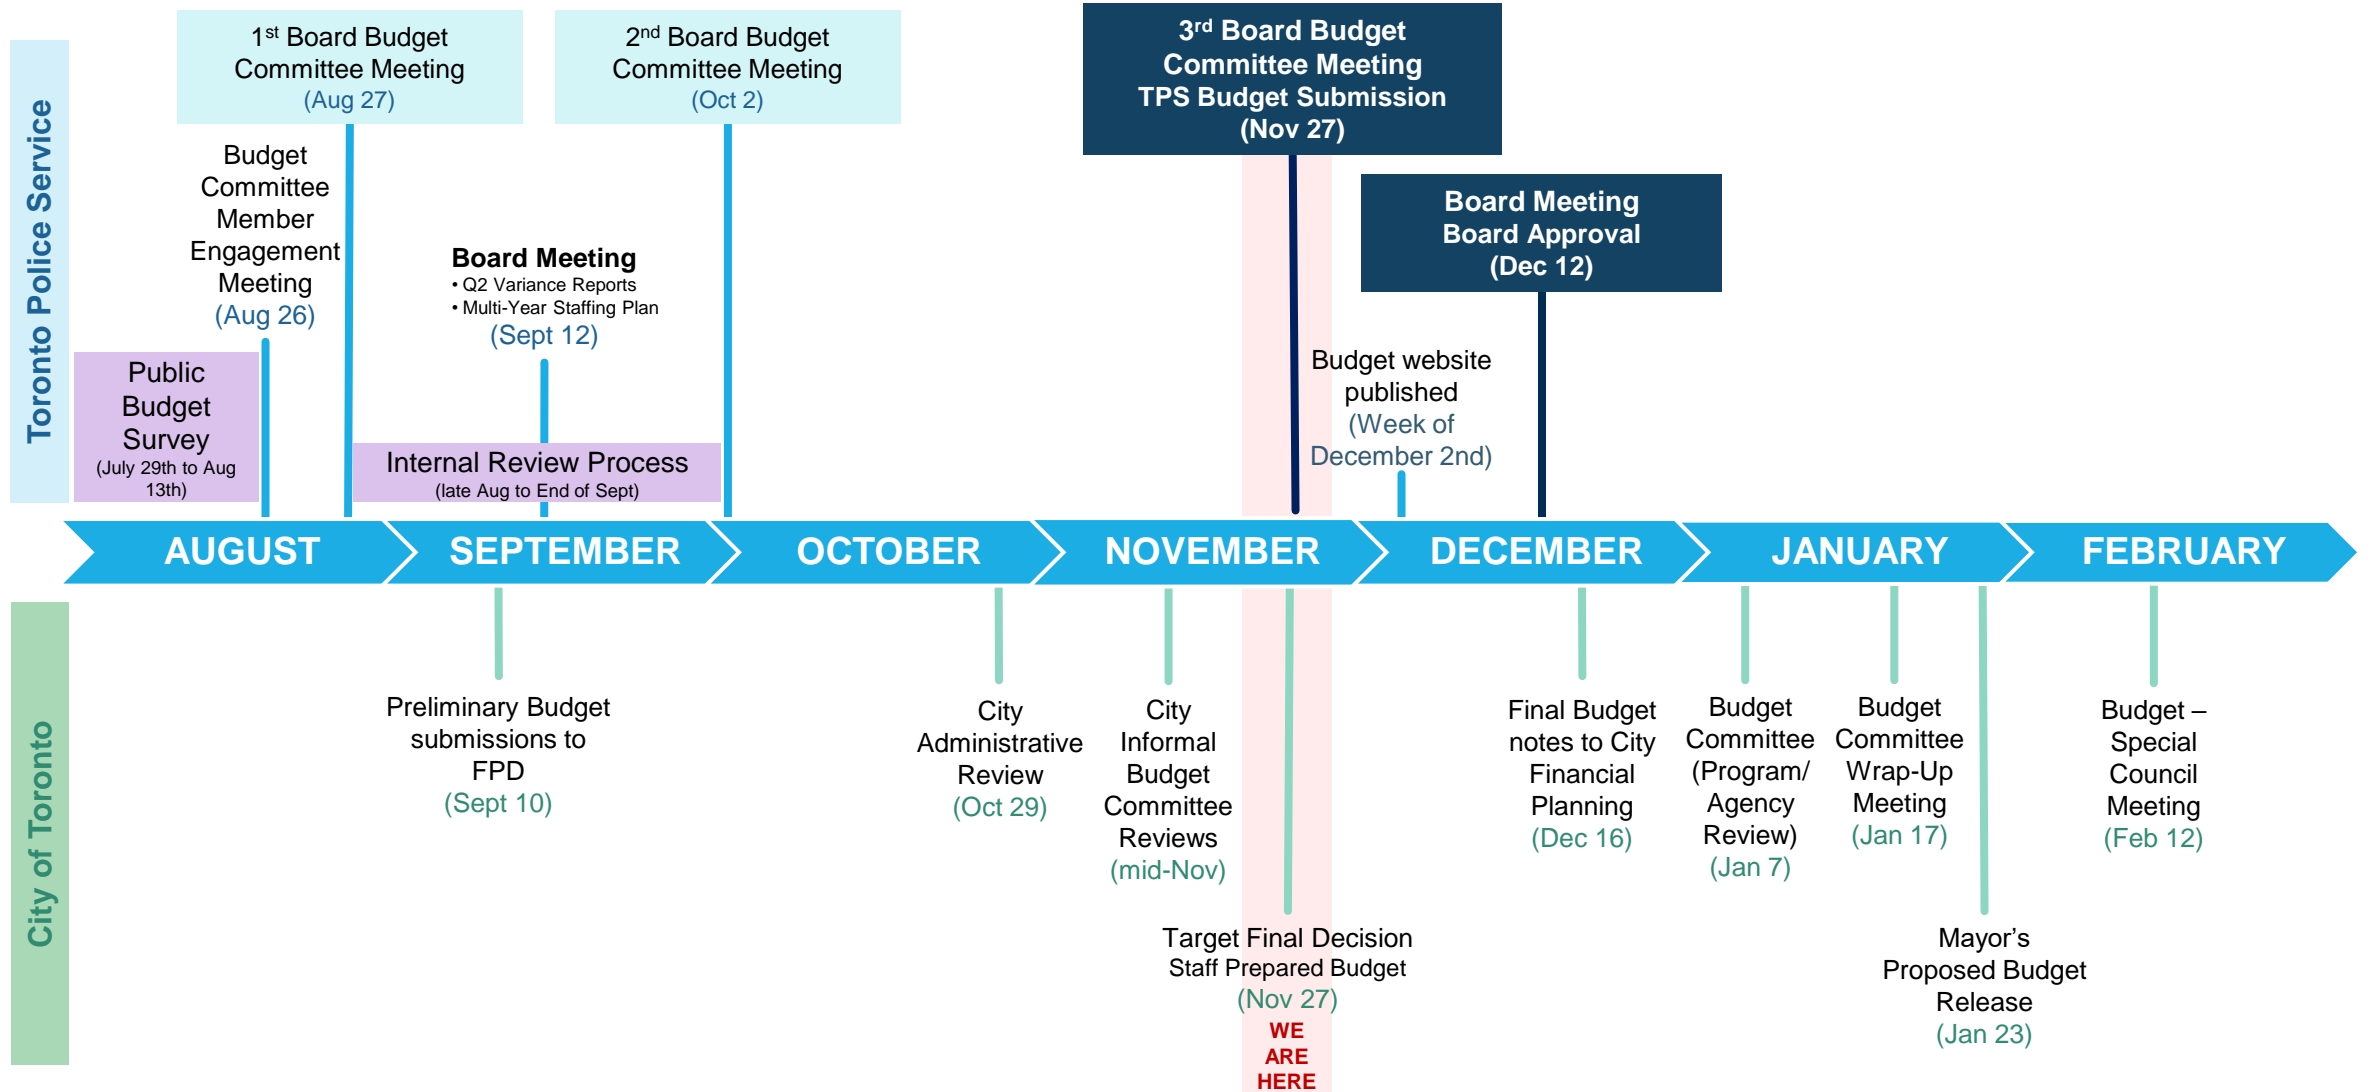 Toronto Police Service
1st Board Budget
Committee Meeting
(Aug 27)
2nd Board Budget
Committee Meeting
(Oct 2)
3rd Board Budget
Committee Meeting
TPS Budget Submission
(Nov 27)
Budget
Committee
Member
Engagement
Meeting
(Aug 26)
Board Meeting
• Q2 Variance Reports
• Multi-Year Staffing Plan
(Sept 12)
Board Meeting
Board Approval
(Dec 12)
Public
Budget
Survey
(July 29th to Aug
13th)
Internal Review Process
(late Aug to End of Sept)
Budget website
published
(Week of
December 2nd)
AUGUST
SEPTEMBER
OCTOBER
NOVEMBER
DECEMBER
JANUARY
FEBRUARY
City of Toronto
Preliminary Budget
submissions to
FPD
(Sept 10)
City
Administrative
Review
(Oct 29)
City
Informal
Budget
Committee
Reviews
(mid-Nov)
Target Final Decision
Staff Prepared Budget
(Nov 27)
WE
ARE
HERE
Final Budget
notes to City
Financial
Planning
(Dec 16)
Budget
Committee
(Program/
Agency
Review)
(Jan 7)
Budget
Committee
Wrap-Up
Meeting
(Jan 17)
Mayor’s
Proposed Budget
Release
(Jan 23)
Budget –
Special
Council
Meeting
(Feb 12)